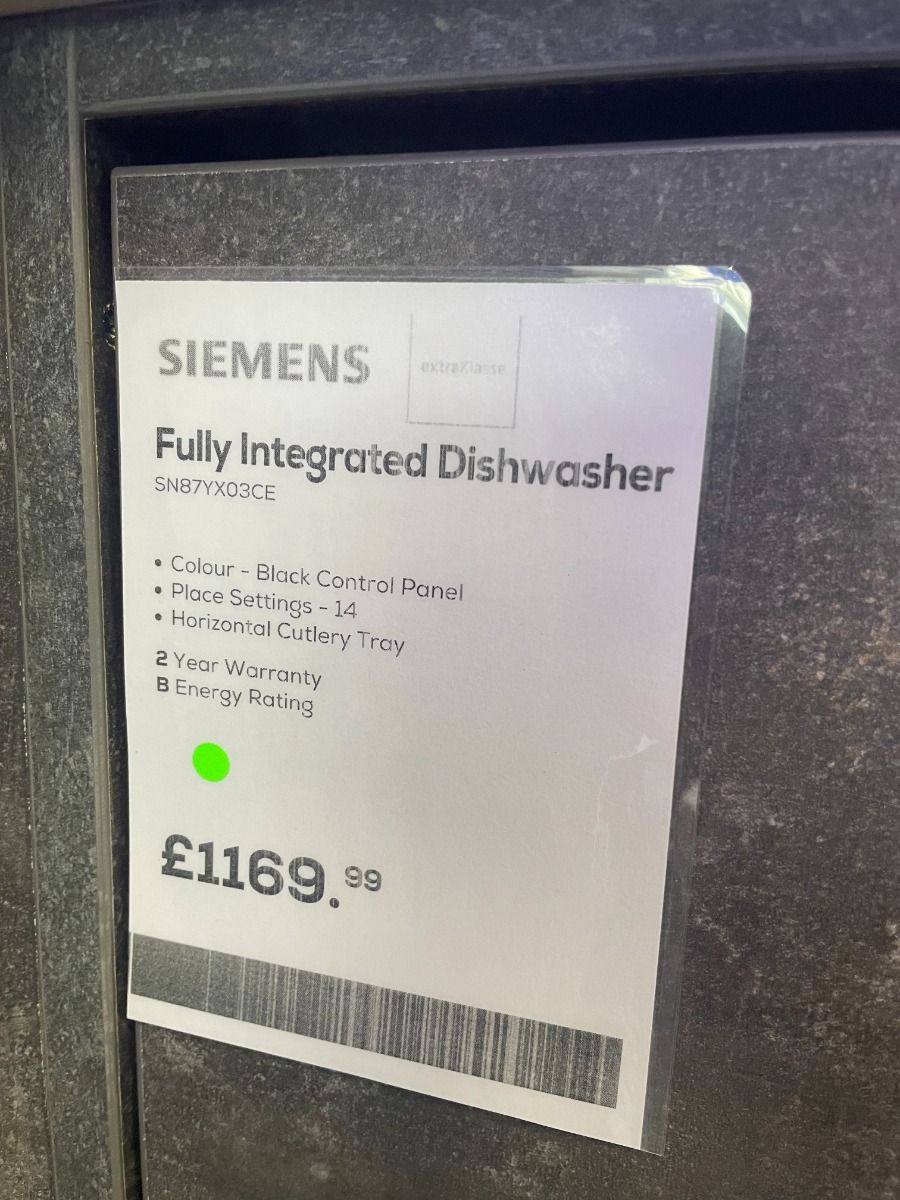 SIEMENS
extraKlasse
Fully Integrated Dishwasher
SN87YX03CE
• Colour - Black Control Panel
• Place Settings - 14
• Horizontal Cutlery Tray
2 Year Warranty
B Energy Rating
£1169.99